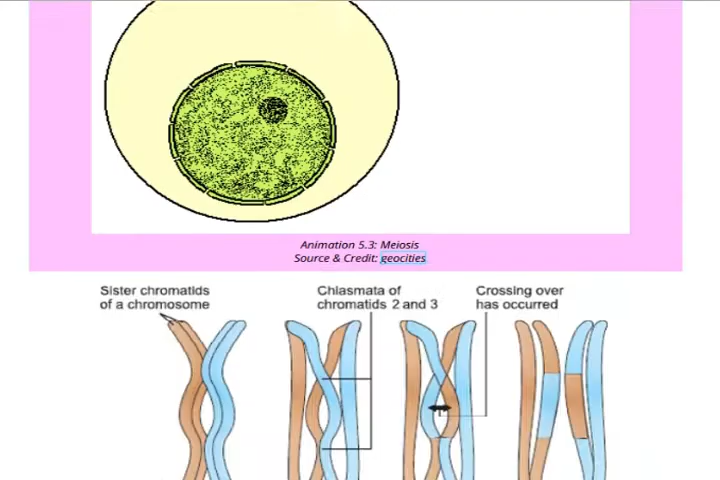 Animation 5.3: Meiosis
Source & Credit: geocities
Sister chromatids
of a chromosome
Chiasmata of
chromatids 2 and 3
Crossing over
has occurred